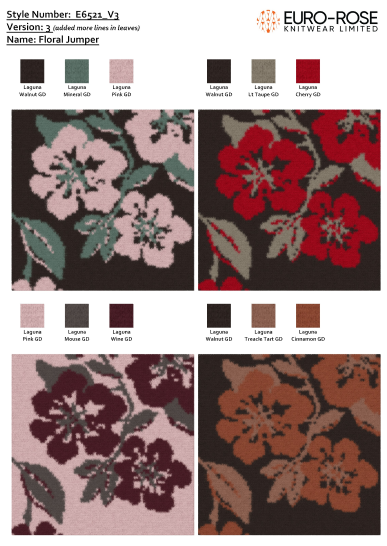 Style Number: E6521_V3
Version: 3 (added more lines in leaves)
Name: Floral Jumper
EURO-ROSE
KNITWEAR LIMITED
Laguna Walnut GD
Laguna Mineral GD
Laguna Pink GD
Laguna Walnut GD
Laguna Lt Taupe GD
Laguna Cherry GD
Laguna Pink GD
Laguna Mouse GD
Laguna Wine GD
Laguna Walnut GD
Laguna Treacle Tart GD
Laguna Cinnamon GD